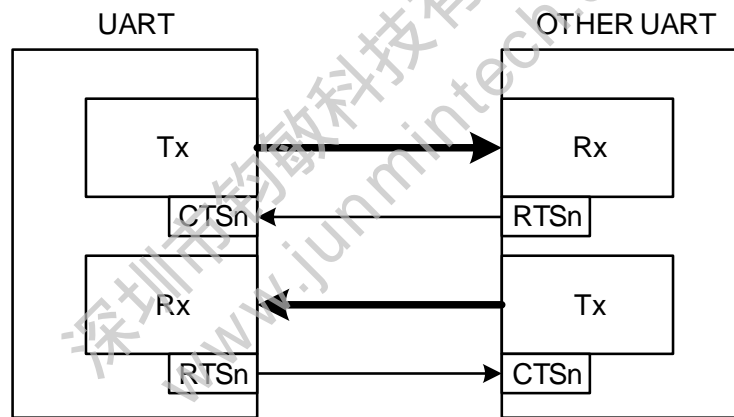 UART OTHER UART
Tx Rx
CTSn RTSn
Rx Tx
RTSn CTSn
深圳市钧敏科技有
www.junmintech.c